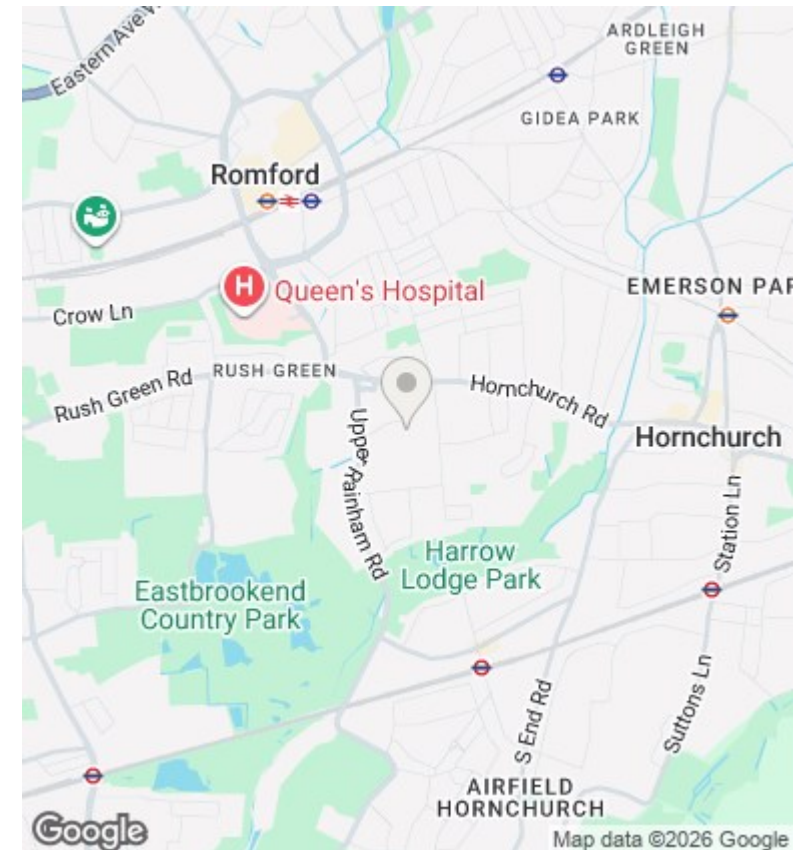 Eastern Ave W
ARDLEIGH
GREEN
GIDEA PARK
Romford
H
Queen's Hospital
EMERSON PAR
Crow Ln
RUSH GREEN
Rush Green Rd
Hornchurch Rd
Upper Rainham Rd
Hornchurch
Harrow
Lodge Park
Station Ln
Eastbrookend
Country Park
S End Rd
Suttons Ln
AIRFIELD
HORNCHURCH
Google
Map data ©2026 Google